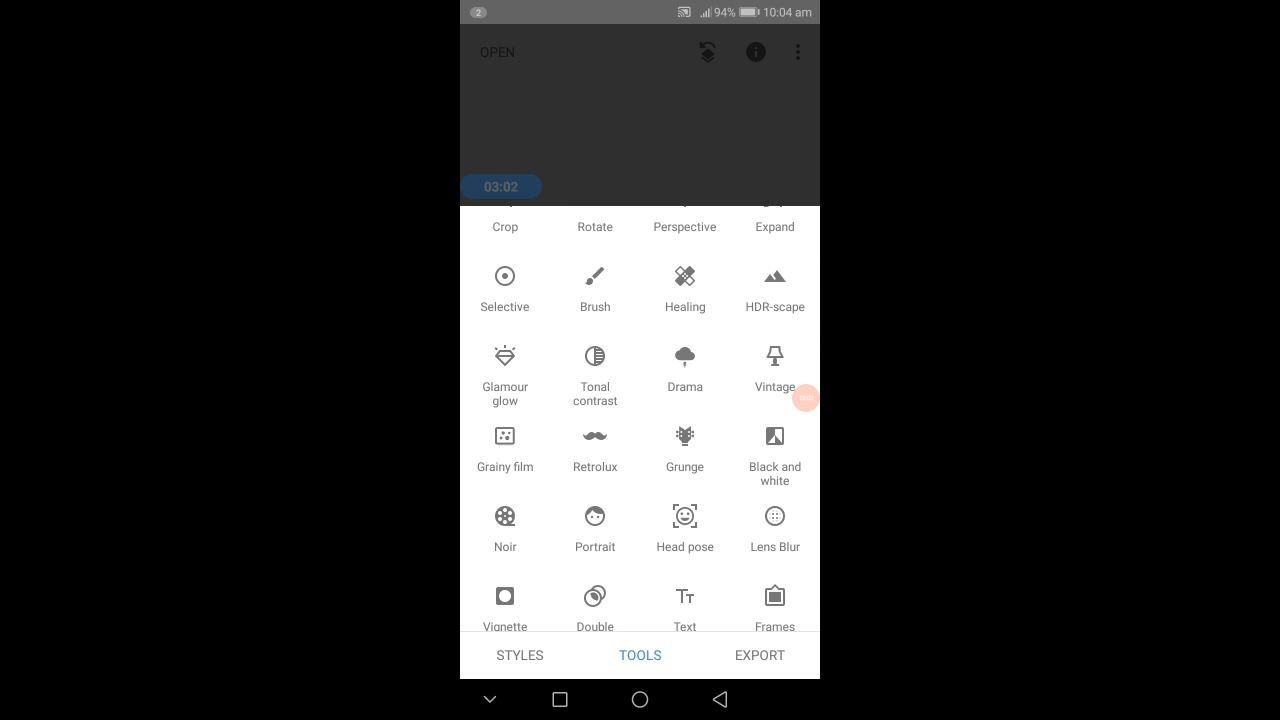 2 94% 10:04 am
OPEN
03:02
Crop Rotate Perspective Expand
Selective Brush Healing HDR-scape
Glamour glow Tonal contrast Drama Vintage
Grainy film Retrolux Grunge Black and white
Noir Portrait Head pose Lens Blur
Vignette Double Text Frames
STYLES TOOLS EXPORT